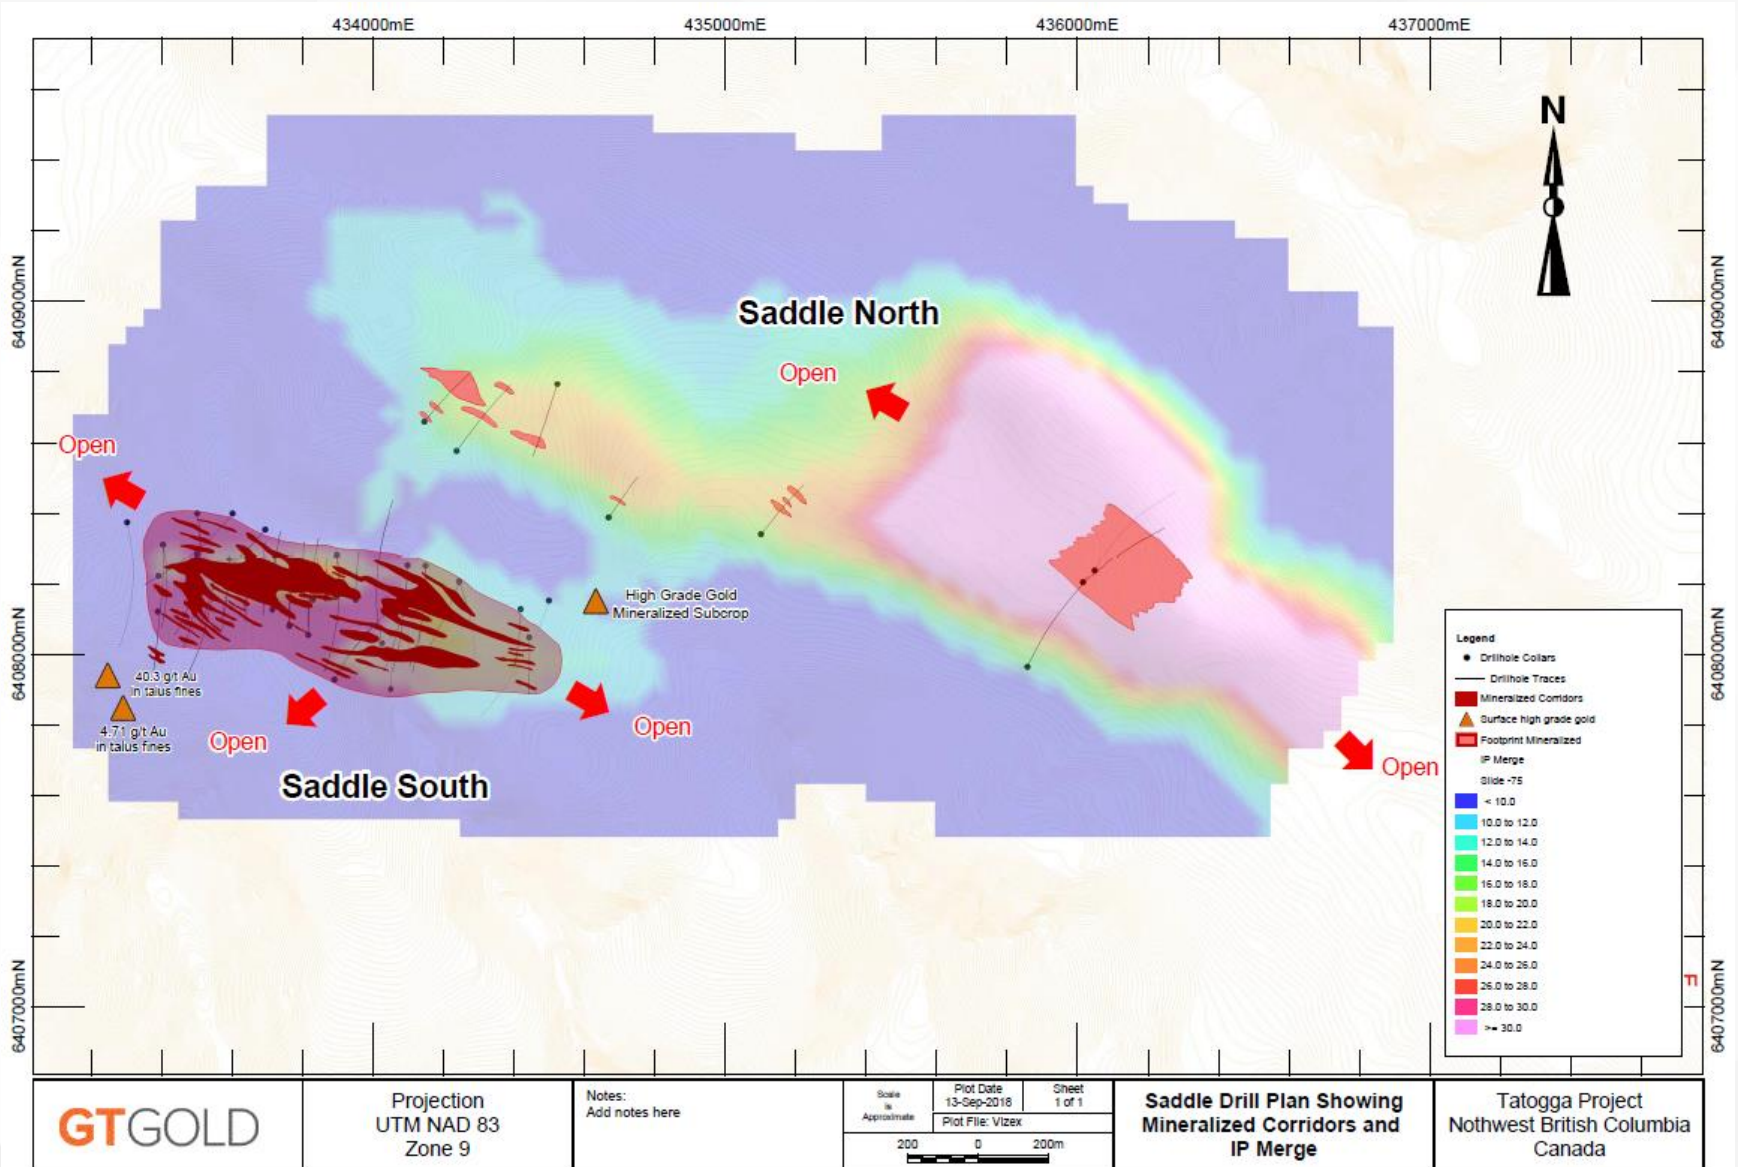 434000mE
435000mE
436000mE
437000mE
N
6409000mN
6409000mN
Saddle North
Open
Open
High Grade Gold
Mineralized Subcrop
6408000mN
6408000mN
40.3 g/t Au
in talus fines
4.71 g/t Au
in talus fines
Open
Open
Open
Saddle South
Legend
Drillhole Collars
Drillhole Traces
Mineralized Corridors
Surface high grade gold
Footprint Mineralized
IP Merge
Slide -75
< 10.0
10.0 to 12.0
12.0 to 14.0
14.0 to 16.0
16.0 to 18.0
18.0 to 20.0
20.0 to 22.0
22.0 to 24.0
24.0 to 26.0
26.0 to 28.0
28.0 to 30.0
>= 30.0
F
6407000mN
6407000mN
GTGOLD
Projection
UTM NAD 83
Zone 9
Notes:
Add notes here
Scale
is
Approximate
Plot Date
13-Sep-2018
Sheet
1 of 1
Plot File: Vizex
200 0 200m
Saddle Drill Plan Showing
Mineralized Corridors and
IP Merge
Tatogga Project
Nothwest British Columbia
Canada